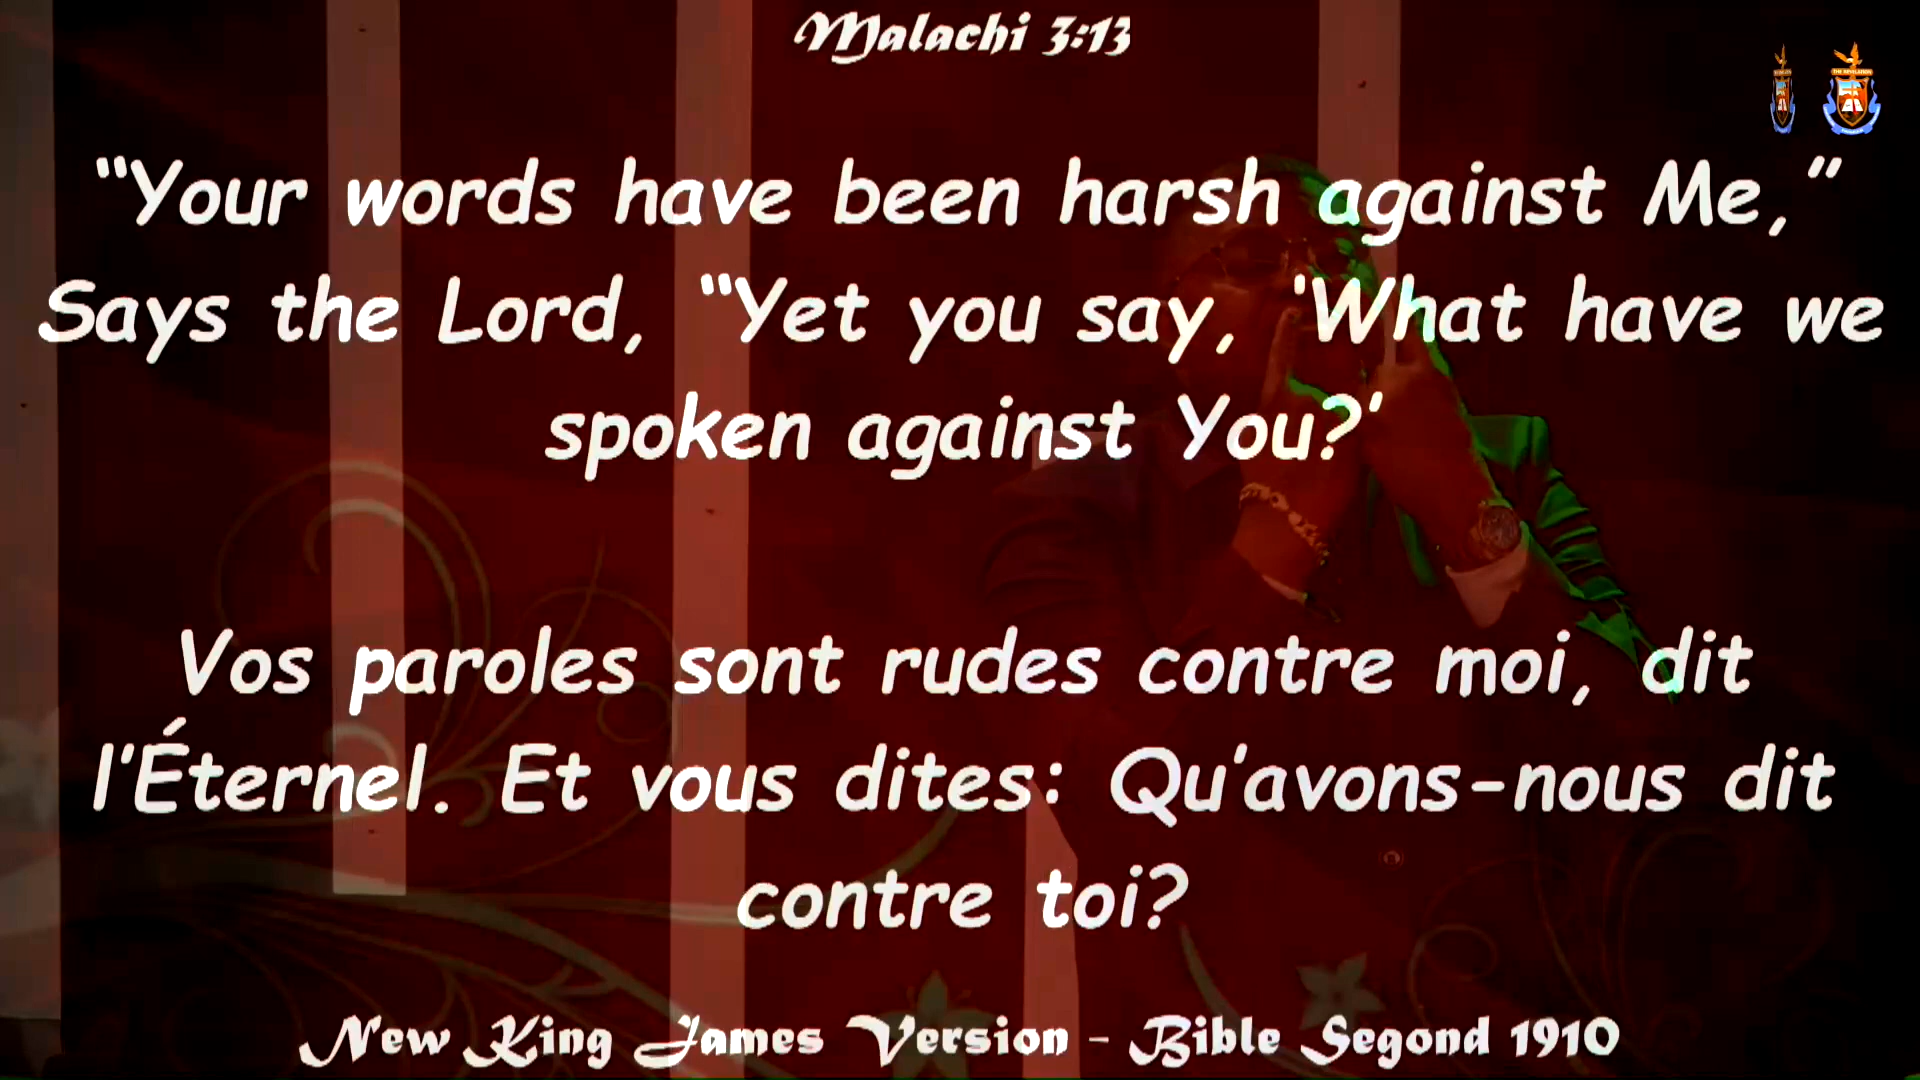 Malachi 3:13
“Your words have been harsh against Me,”
Says the Lord, “Yet you say, 'What have we
spoken against You?’
Vos paroles sont rudes contre moi, dit
l’Éternel. Et vous dites: Qu’avons-nous dit
contre toi?
New King James Version - Bible Segond 1910